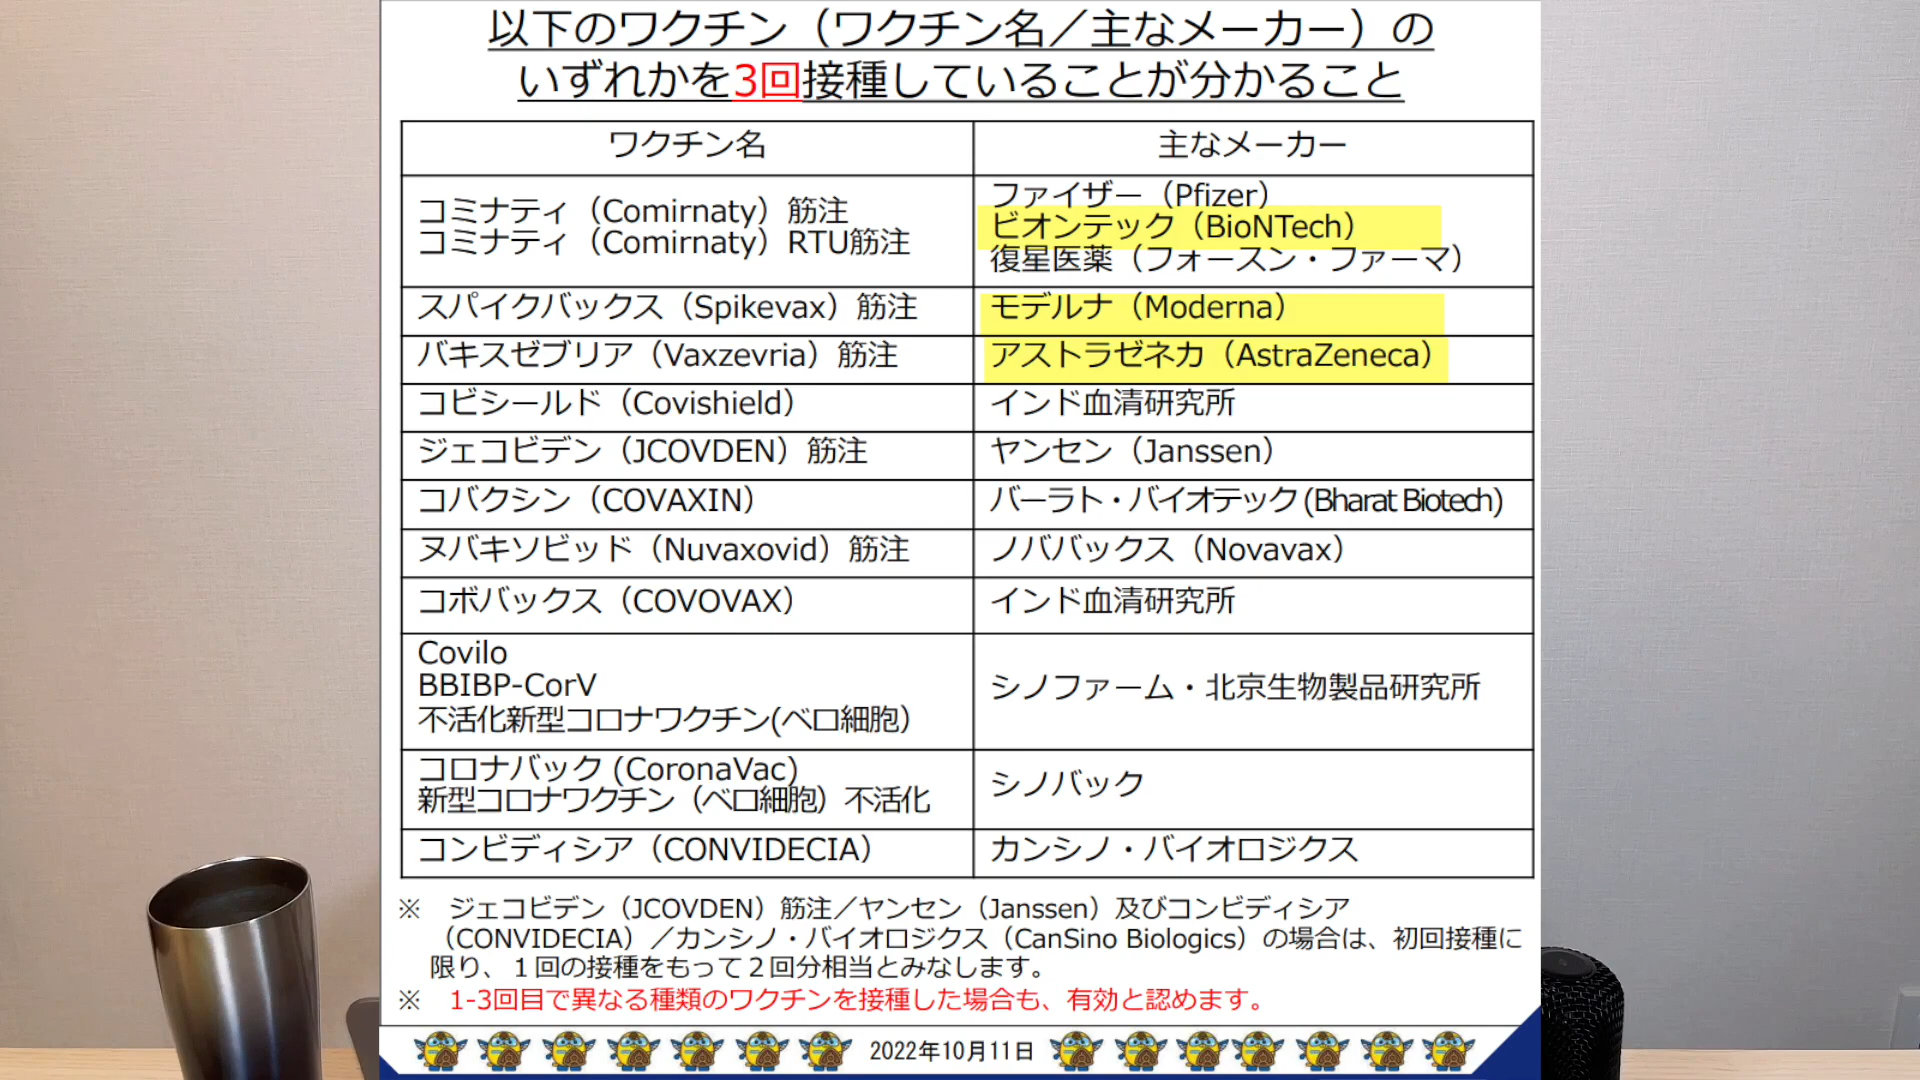 以下のワクチン（ワクチン名／主なメーカー）の
いずれかを3回接種していることが分かること
ワクチン名
主なメーカー
コミナティ（Comirnaty）筋注
コミナティ（Comirnaty）RTU筋注
ファイザー（Pfizer）
ビオンテック（BioNTech）
復星医薬（フォースン・ファーマ）
スパイクバックス（Spikevax）筋注
モデルナ（Moderna）
バキスゼブリア（Vaxzevria）筋注
アストラゼネカ（AstraZeneca）
コビシールド（Covishield）
インド血清研究所
ジェコビデン（JCOVDEN）筋注
ヤンセン（Janssen）
コバクシン（COVAXIN）
バーラト・バイオテック(Bharat Biotech)
ヌバキソビッド（Nuvaxovid）筋注
ノババックス（Novavax）
コボバックス（COVOVAX）
インド血清研究所
Covilo
BBIBP-CorV
不活化新型コロナワクチン(ベロ細胞）
シノファーム・北京生物製品研究所
コロナバック (CoronaVac)
新型コロナワクチン（ベロ細胞）不活化
シノバック
コンビディシア（CONVIDECIA）
カンシノ・バイオロジクス
※　ジェコビデン（JCOVDEN）筋注／ヤンセン（Janssen）及びコンビディシア
（CONVIDECIA）／カンシノ・バイオロジクス（CanSino Biologics）の場合は、初回接種に
限り、１回の接種をもって２回分相当とみなします。
※　1-3回目で異なる種類のワクチンを接種した場合も、有効と認めます。
2022年10月11日